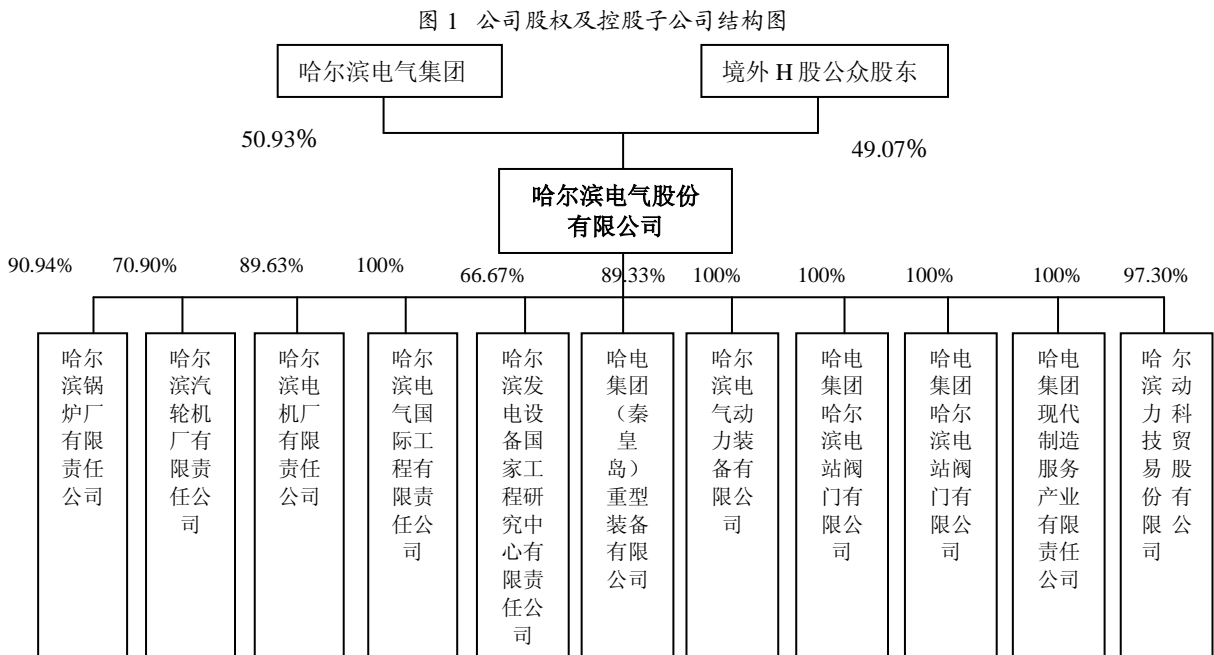 图 1 公司股权及控股子公司结构图
哈尔滨电气集团
境外 H 股公众股东
50.93%
49.07%
哈尔滨电气股份
有限公司
90.94%
70.90%
89.63%
100%
66.67%
89.33%
100%
100%
100%
100%
97.30%
哈尔
滨锅
炉厂
有限
责任
公司
哈尔
滨汽
轮机
厂有
限责
任公
司
哈尔
滨电
机厂
有限
责任
公司
哈尔
滨电
气国
际工
程有
限责
任公
司
哈尔
滨发
电设
备国
家工
程研
究中
心有
限责
任公
司
哈电
集团
（秦
皇
岛）
重型
装备
有限
公司
哈尔
滨电
气动
力装
备有
限公
司
哈电
集团
哈尔
滨电
站阀
门有
限公
司
哈电
集团
哈尔
滨电
站阀
门有
限公
司
哈电
集团
现代
制造
服务
产业
有限
责任
公司
哈 尔
滨 动
力 科
技 贸
易 股
份 有
限 公
司